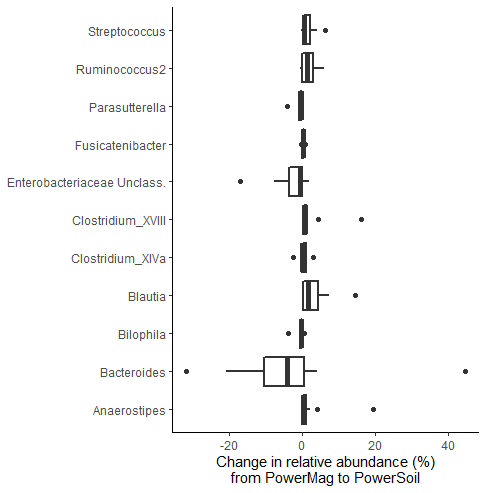 Streptococcus
Ruminococcus2
Parasutterella
Fusicatenibacter
Enterobacteriaceae Unclass.
Clostridium_XVIII
Clostridium_XIVa
Blautia
Bilophila
Bacteroides
Anaerostipes
-20 0 20 40
Change in relative abundance (%)
from PowerMag to PowerSoil